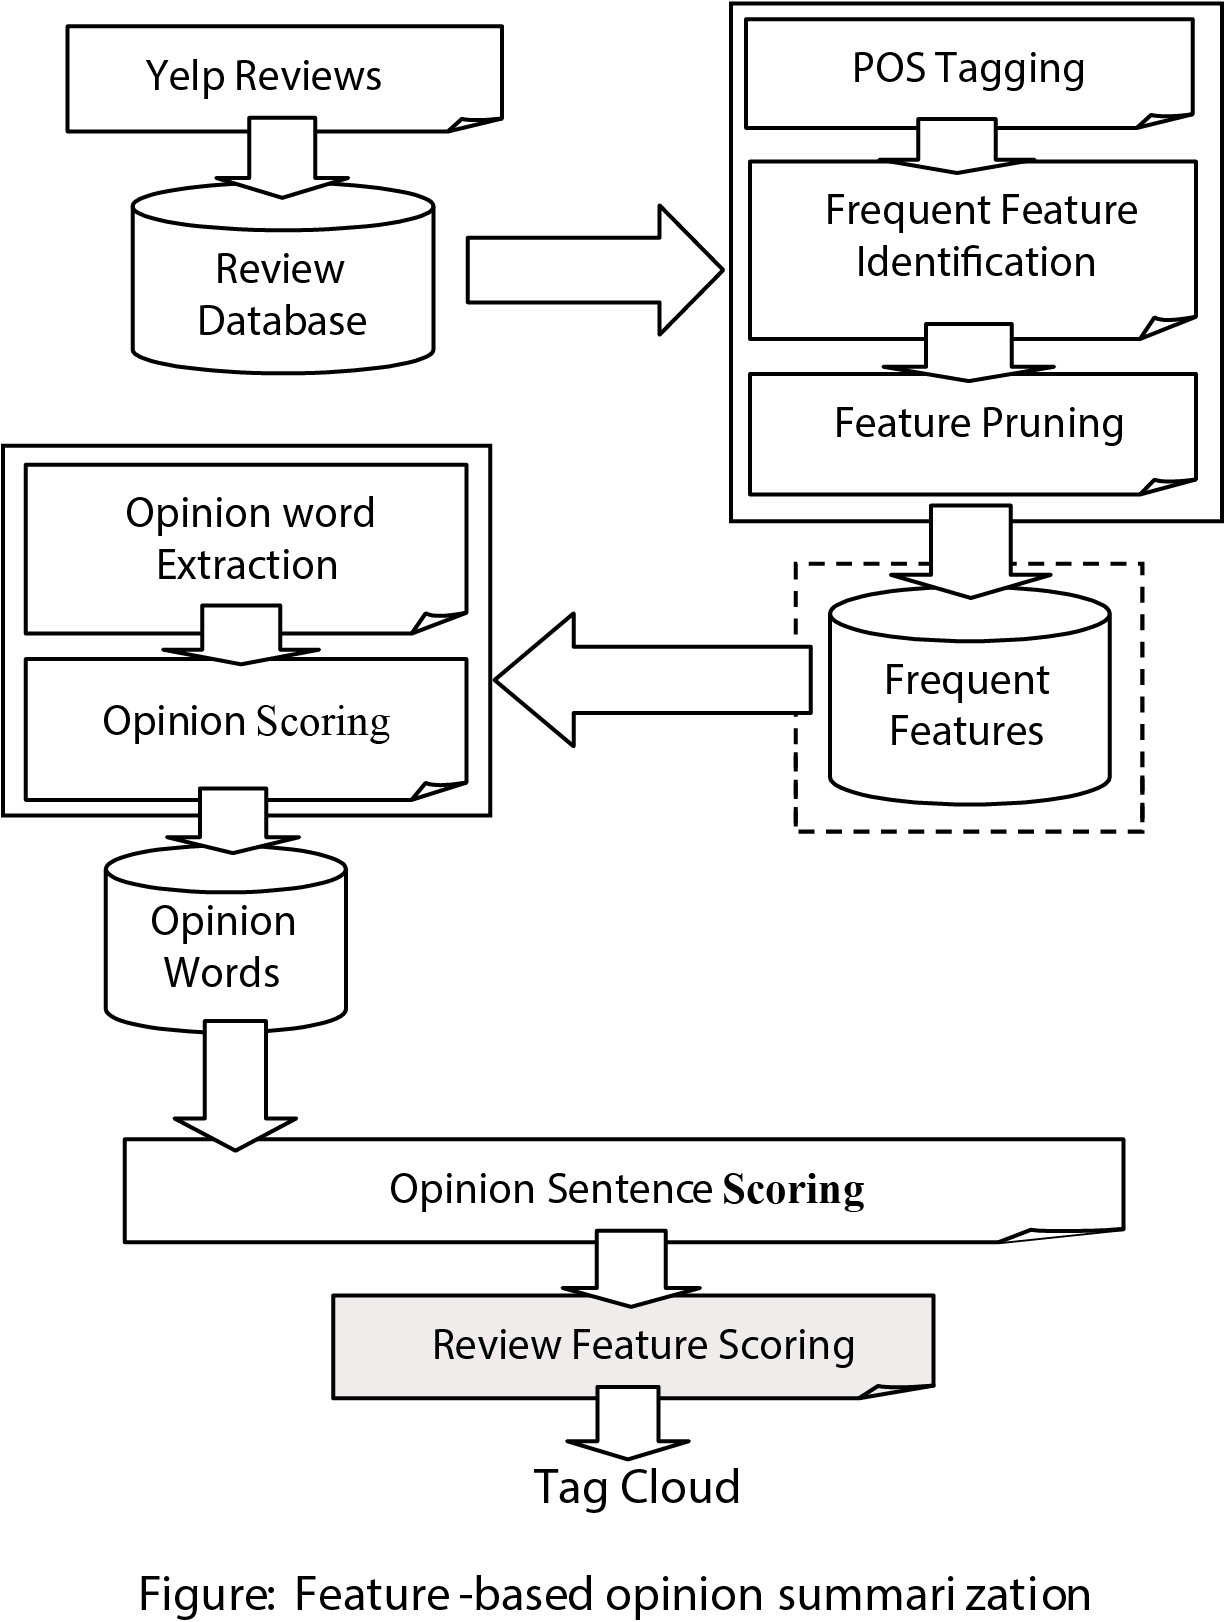 Yelp Reviews
Review
Database
POS Tagging
Frequent Feature
Identification
Feature Pruning
Frequent
Features
Opinion word
Extraction
Opinion Scoring
Opinion
Words
Opinion Sentence Scoring
Review Feature Scoring
Tag Cloud
Figure: Feature -based opinion summari zation